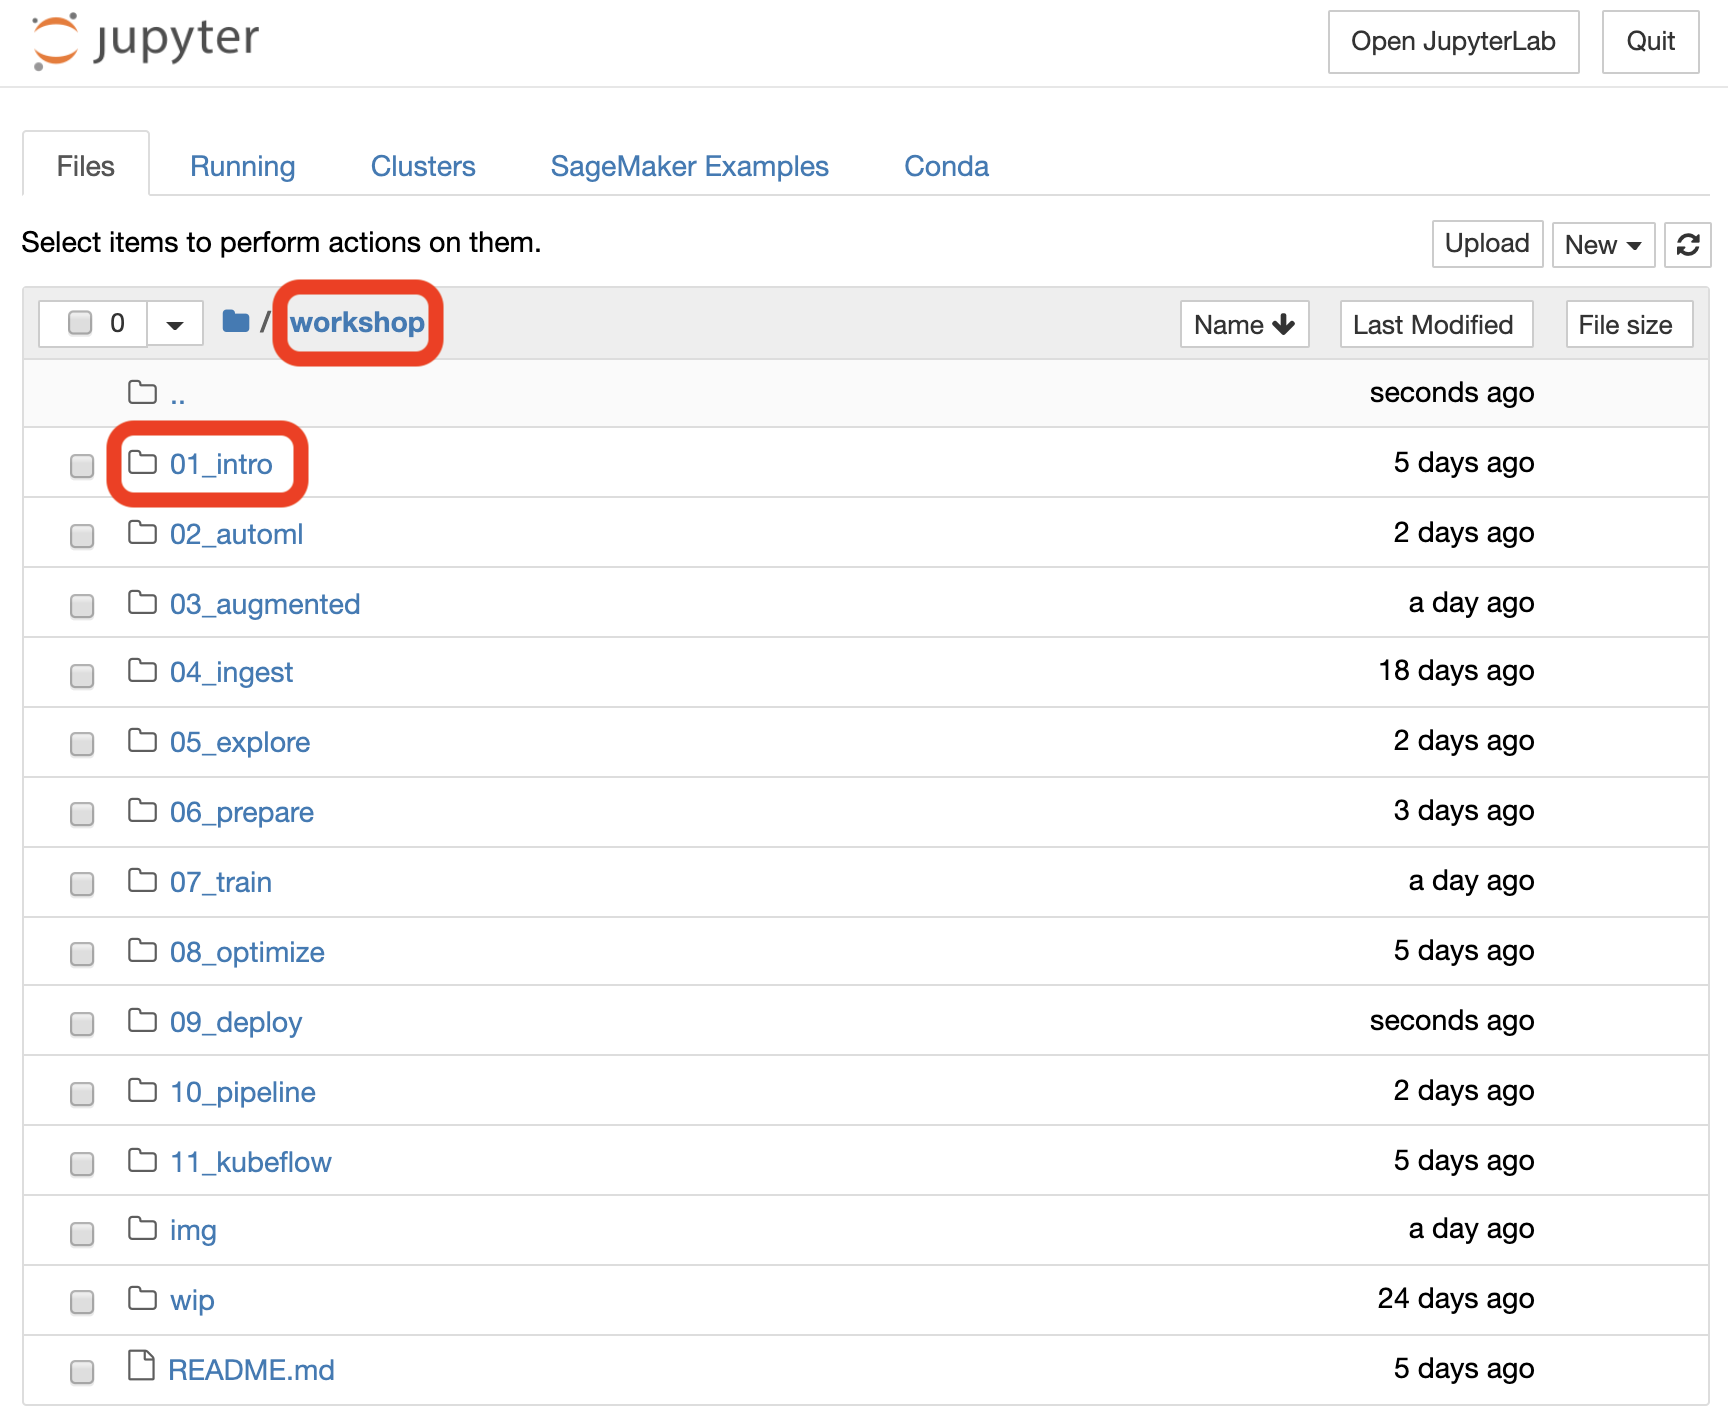 jupyter Open JupyterLab Quit
Files Running Clusters SageMaker Examples Conda
Select items to perform actions on them. Upload New
0 / workshop Name Last Modified File size
.. seconds ago
01_intro 5 days ago
02_automl 2 days ago
03_augmented a day ago
04_ingest 18 days ago
05_explore 2 days ago
06_prepare 3 days ago
07_train a day ago
08_optimize 5 days ago
09_deploy seconds ago
10_pipeline 2 days ago
11_kubeflow 5 days ago
img a day ago
wip 24 days ago
README.md 5 days ago